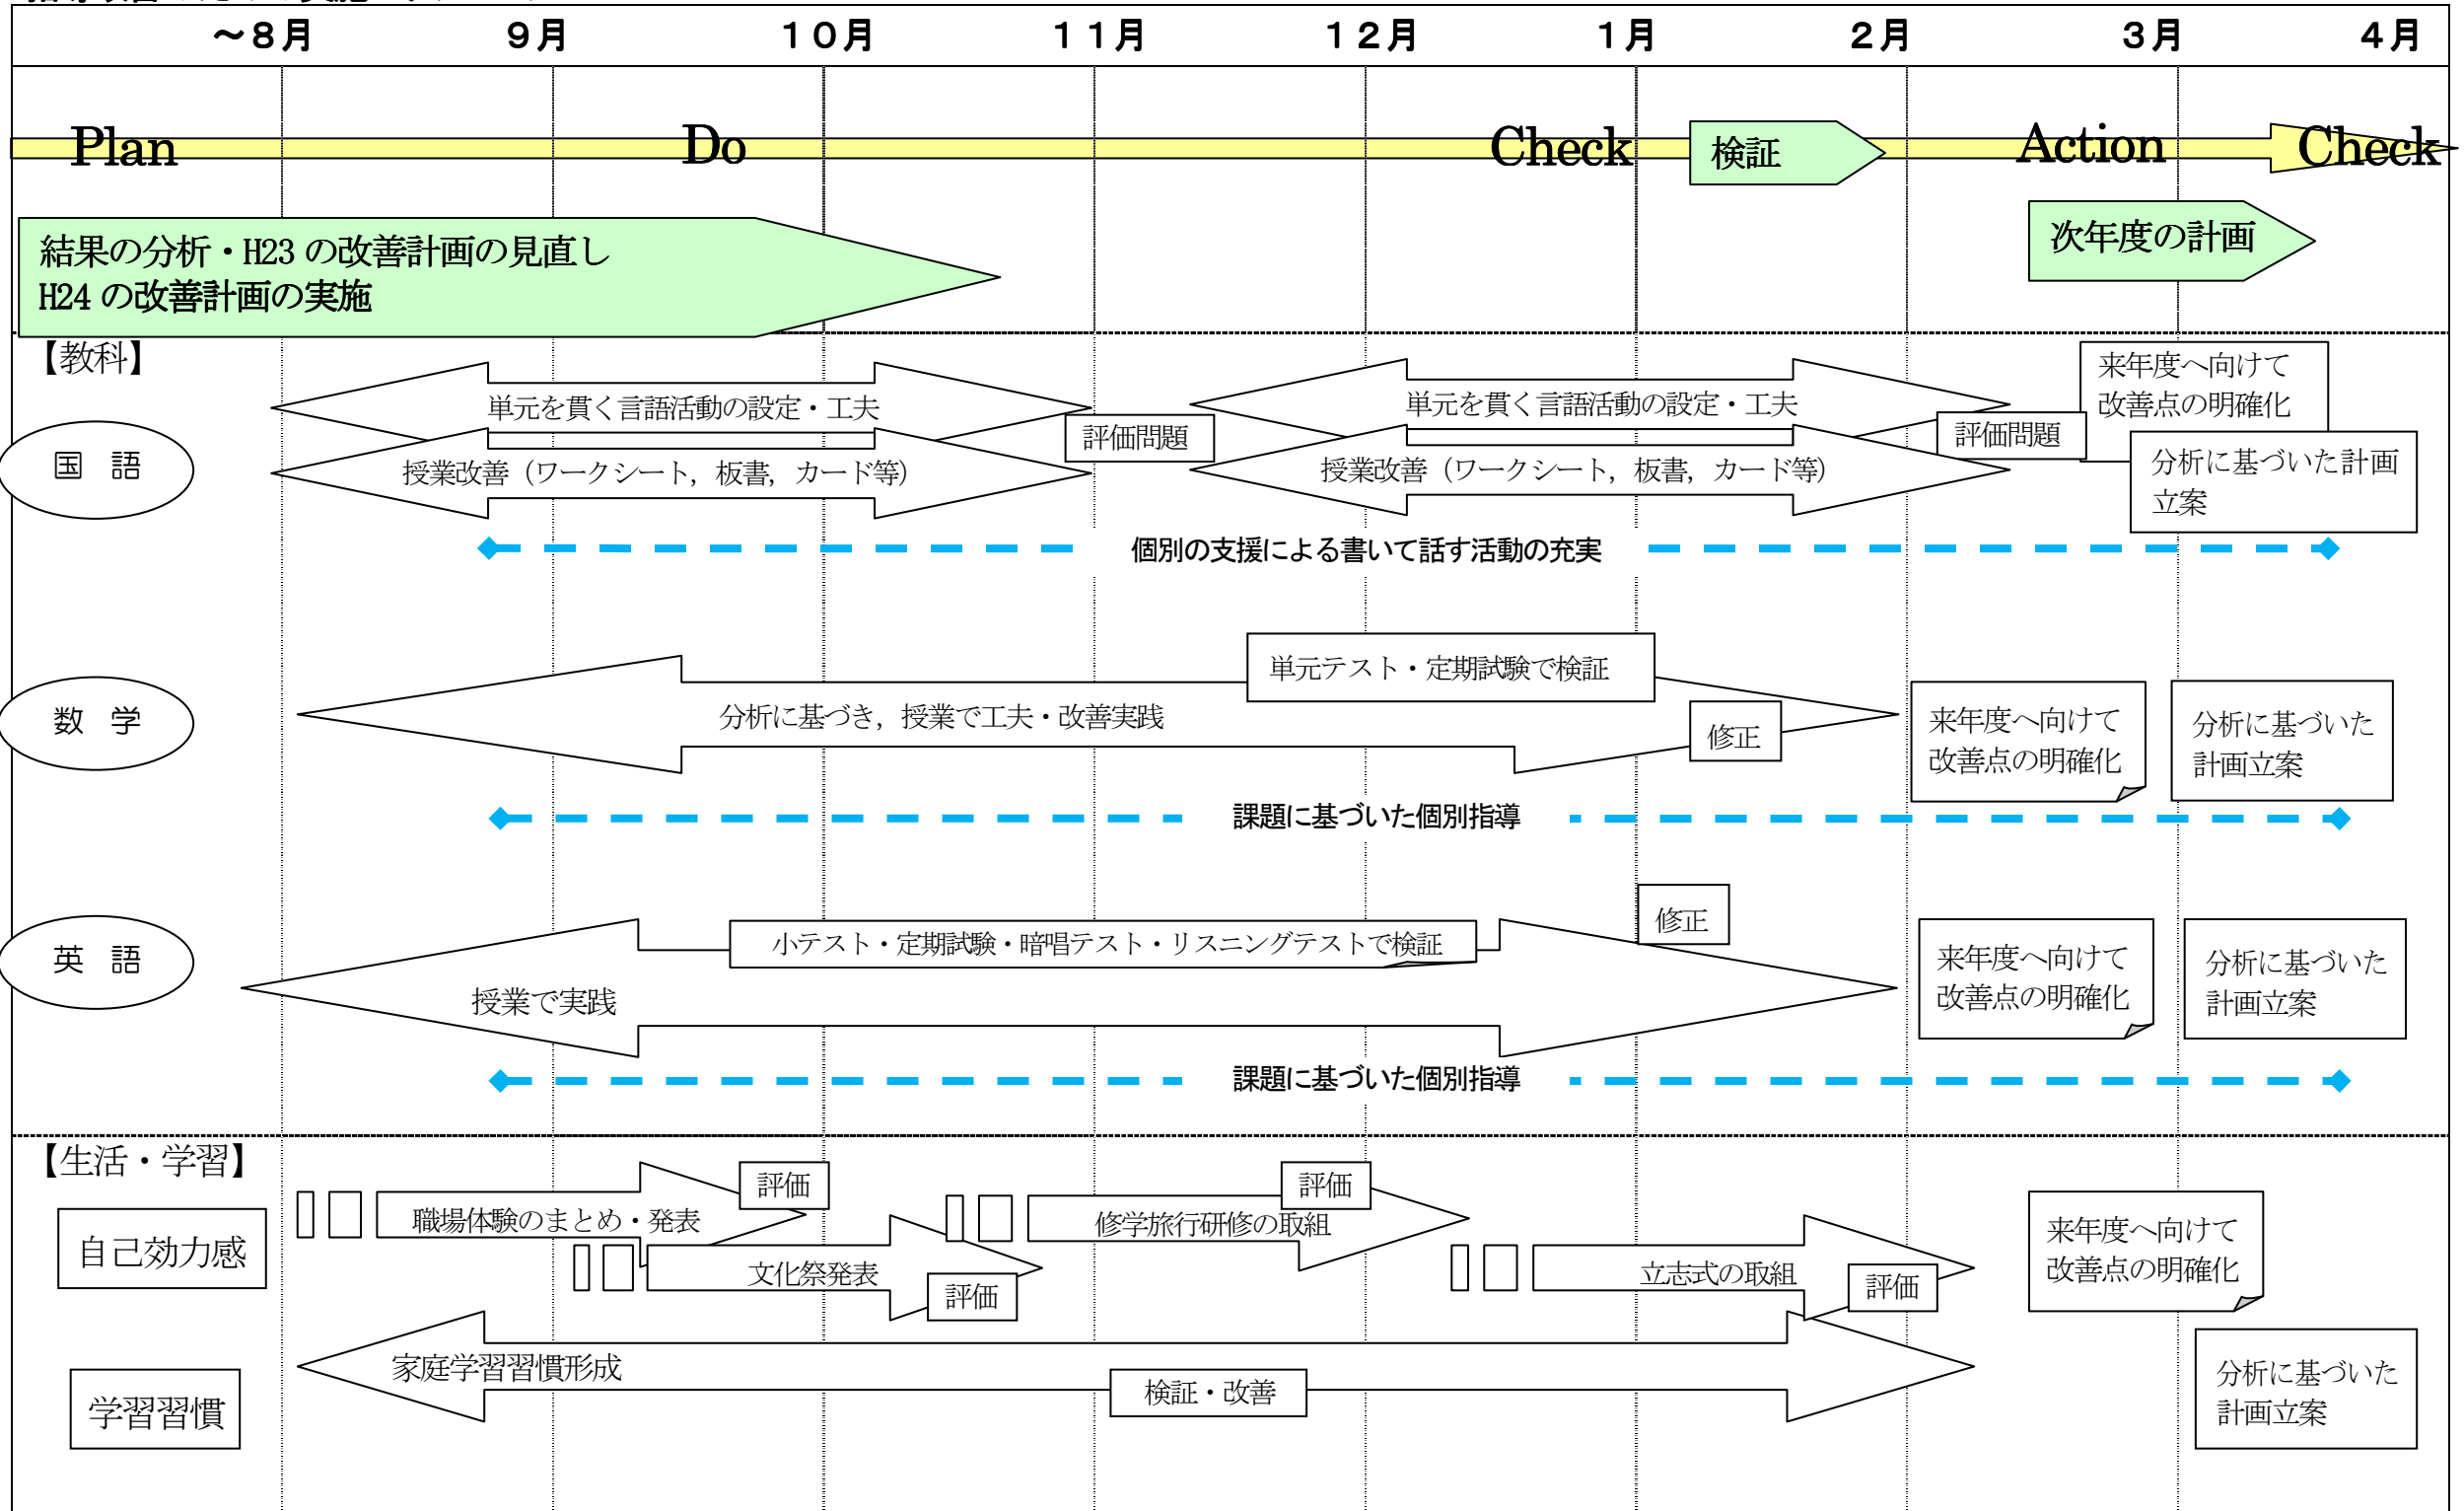 ～８月 ９月 １０月 １１月 １２月 １月 ２月 ３月 ４月
Plan Do Check 検証 Action Check
結果の分析・H23 の改善計画の見直し
H24 の改善計画の実施
次年度の計画
【教科】
国 語
単元を貫く言語活動の設定・工夫
授業改善（ワークシート，板書，カード等）
評価問題
単元を貫く言語活動の設定・工夫
授業改善（ワークシート，板書，カード等）
評価問題
来年度へ向けて
改善点の明確化
分析に基づいた計画
立案
個別の支援による書いて話す活動の充実
数 学
単元テスト・定期試験で検証
分析に基づき，授業で工夫・改善実践
修正
来年度へ向けて
改善点の明確化
分析に基づいた
計画立案
課題に基づいた個別指導
英 語
小テスト・定期試験・暗唱テスト・リスニングテストで検証
授業で実践
修正
来年度へ向けて
改善点の明確化
分析に基づいた
計画立案
課題に基づいた個別指導
【生活・学習】
自己効力感
職場体験のまとめ・発表
評価
文化祭発表
評価
修学旅行研修の取組
評価
立志式の取組
評価
来年度へ向けて
改善点の明確化
学習習慣
家庭学習習慣形成
検証・改善
分析に基づいた
計画立案